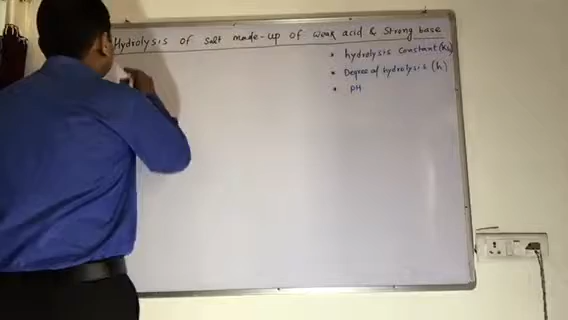 Hydrolysis of salt made-up of weak acid & Strong base
• hydrolysis constant (Kh)
• Degree of hydrolysis (h)
• PH